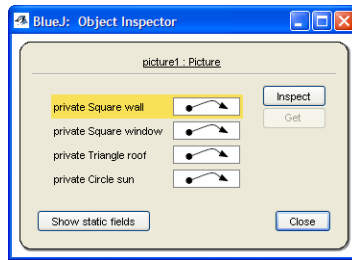 BlueJ: Object Inspector
picture1 : Picture
private Square wall
Inspect
Get
private Square window
private Triangle roof
private Circle sun
Show static fields
Close